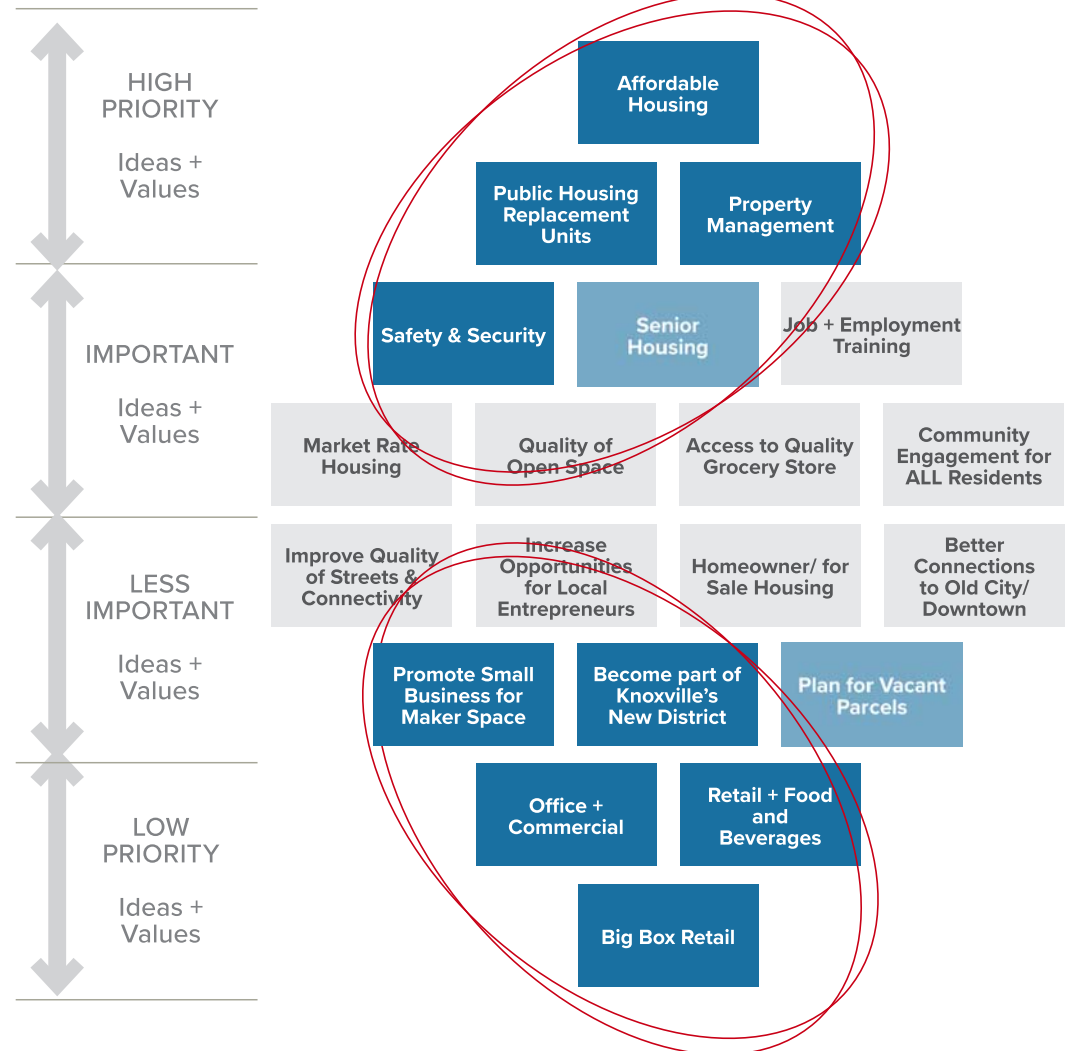 HIGH
PRIORITY
Ideas +
Values
Affordable
Housing
Public Housing
Replacement
Units
Property
Management
IMPORTANT
Ideas +
Values
Safety & Security
Senior
Housing
Job + Employment
Training
Market Rate
Housing
Quality of
Open Space
Access to Quality
Grocery Store
Community
Engagement for
ALL Residents
LESS
IMPORTANT
Ideas +
Values
Improve Quality
of Streets &
Connectivity
Increase
Opportunities
for Local
Entrepreneurs
Homeowner/ for
Sale Housing
Better
Connections
to Old City/
Downtown
Promote Small
Business for
Maker Space
Become part of
Knoxville’s
New District
Plan for Vacant
Parcels
LOW
PRIORITY
Ideas +
Values
Office +
Commercial
Retail + Food
and
Beverages
Big Box Retail